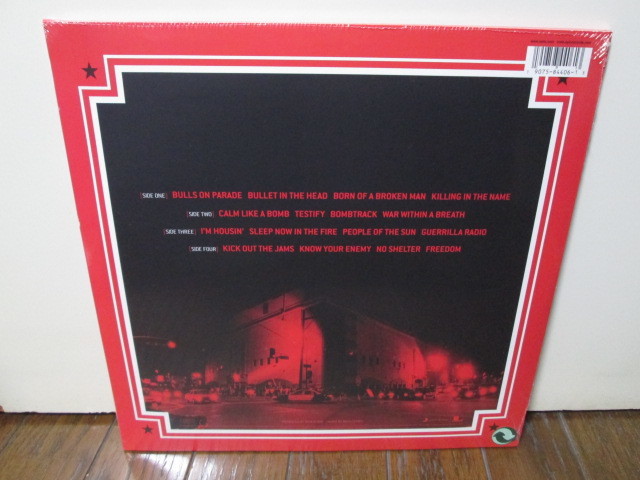 [SIDE ONE] BULLS ON PARADE BULLET IN THE HEAD BORN OF A BROKEN MAN KILLING IN THE NAME
[SIDE TWO] CALM LIKE A BOMB TESTIFY BOMBTRACK WAR WITHIN A BREATH
[SIDE THREE] I'M HOUSIN' SLEEP NOW IN THE FIRE PEOPLE OF THE SUN GUERRILLA RADIO
[SIDE FOUR] KICK OUT THE JAMS KNOW YOUR ENEMY NO SHELTER FREEDOM